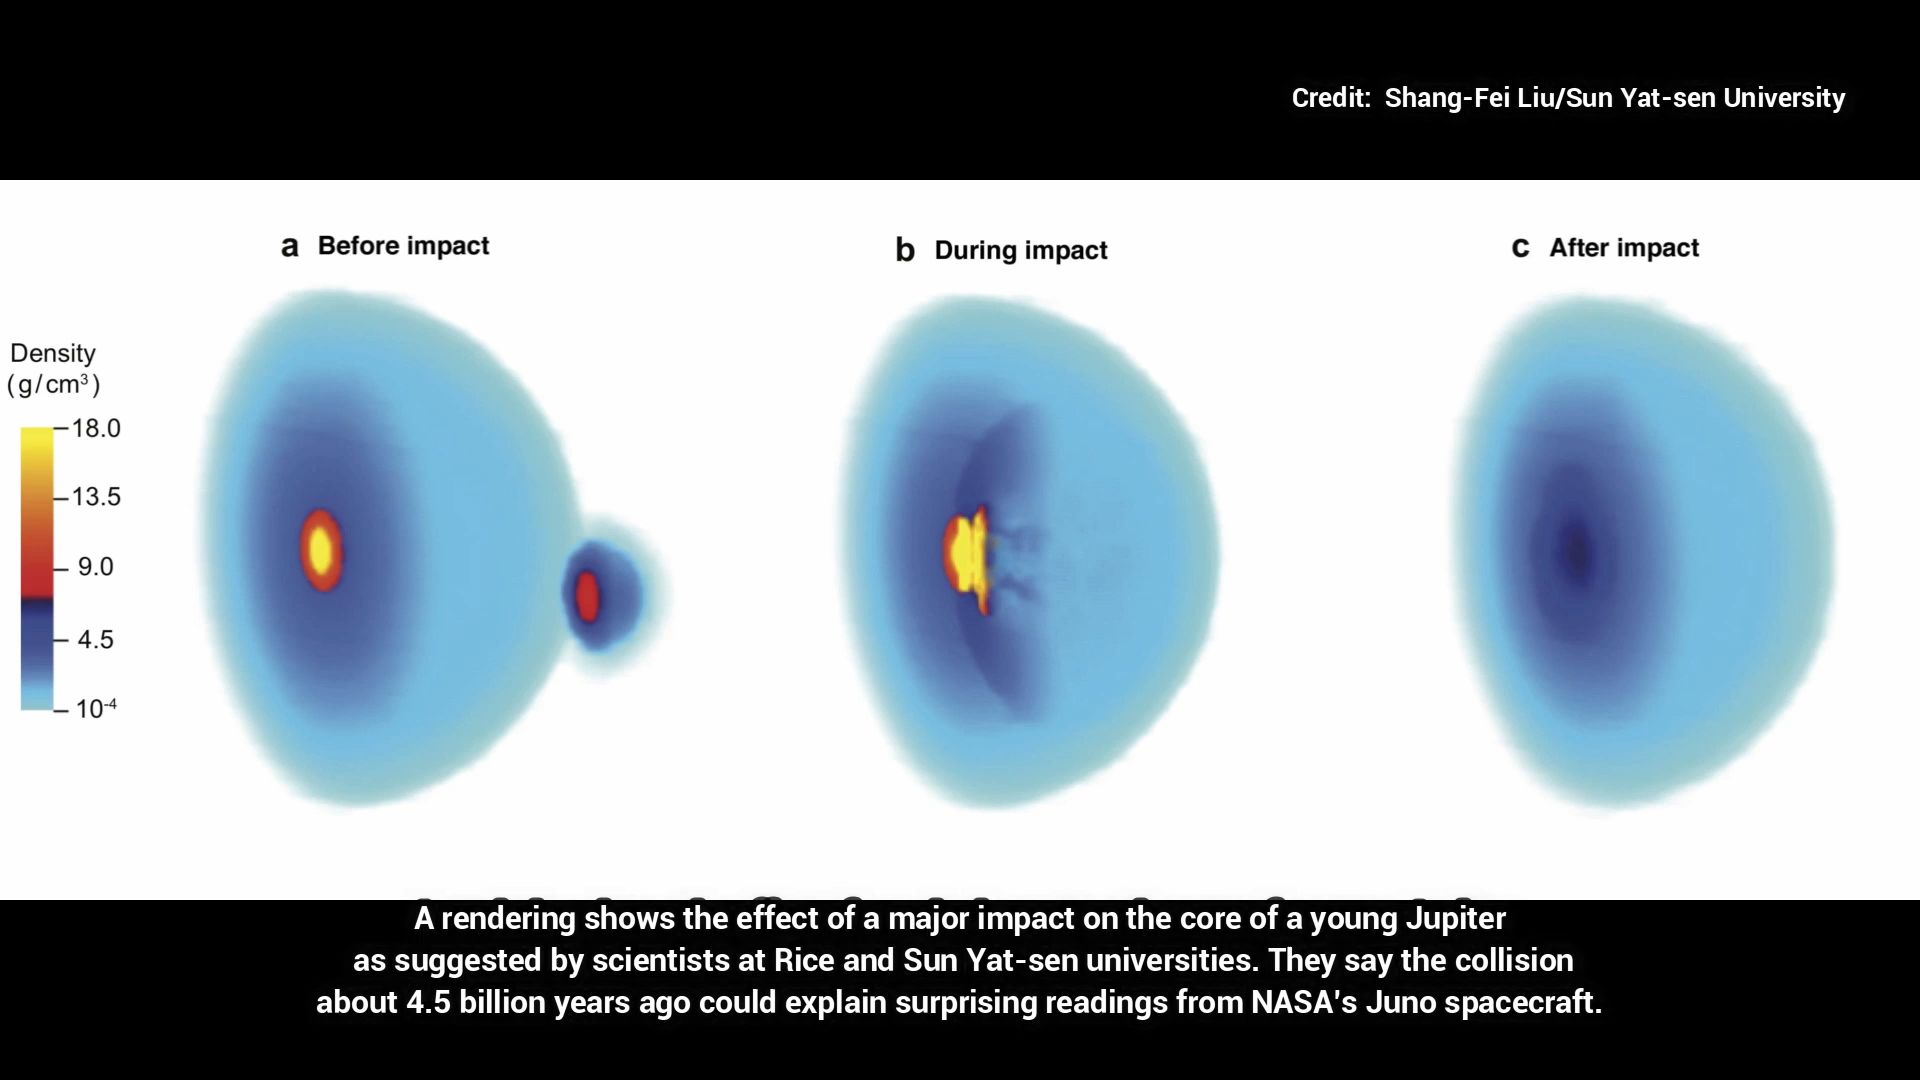 Credit: Shang-Fei Liu/Sun Yat-sen University
a Before impact
b During impact
c After impact
Density
(g/cm³)
18.0
13.5
9.0
4.5
10⁻⁴
A rendering shows the effect of a major impact on the core of a young Jupiter
as suggested by scientists at Rice and Sun Yat-sen universities. They say the collision
about 4.5 billion years ago could explain surprising readings from NASA's Juno spacecraft.